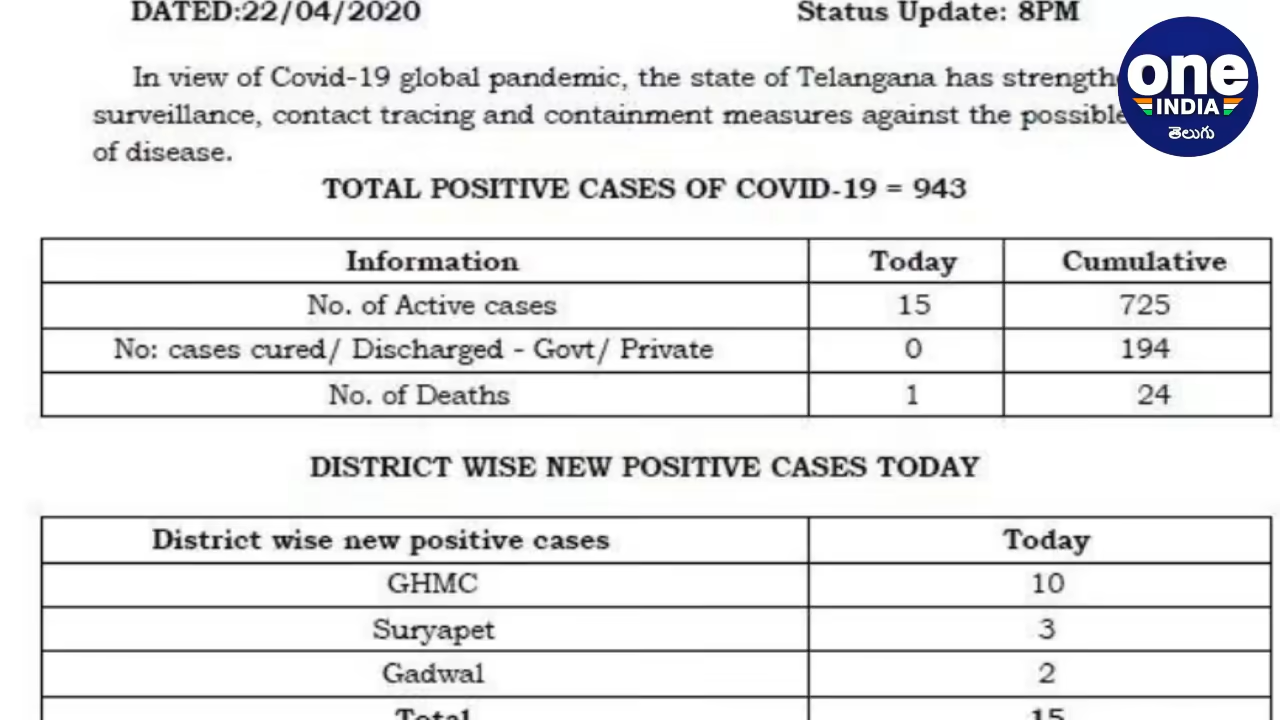 DATED:22/04/2020 Status Update: 8PM
one
INDIA
తెలుగు
In view of Covid-19 global pandemic, the state of Telangana has
surveillance, contact tracing and containment measures against the possible
of disease.
TOTAL POSITIVE CASES OF COVID-19 = 943
Information Today Cumulative
No. of Active cases 15 725
No: cases cured/ Discharged - Govt/ Private 0 194
No. of Deaths 1 24
DISTRICT WISE NEW POSITIVE CASES TODAY
District wise new positive cases Today
GHMC 10
Suryapet 3
Gadwal 2
Total 15